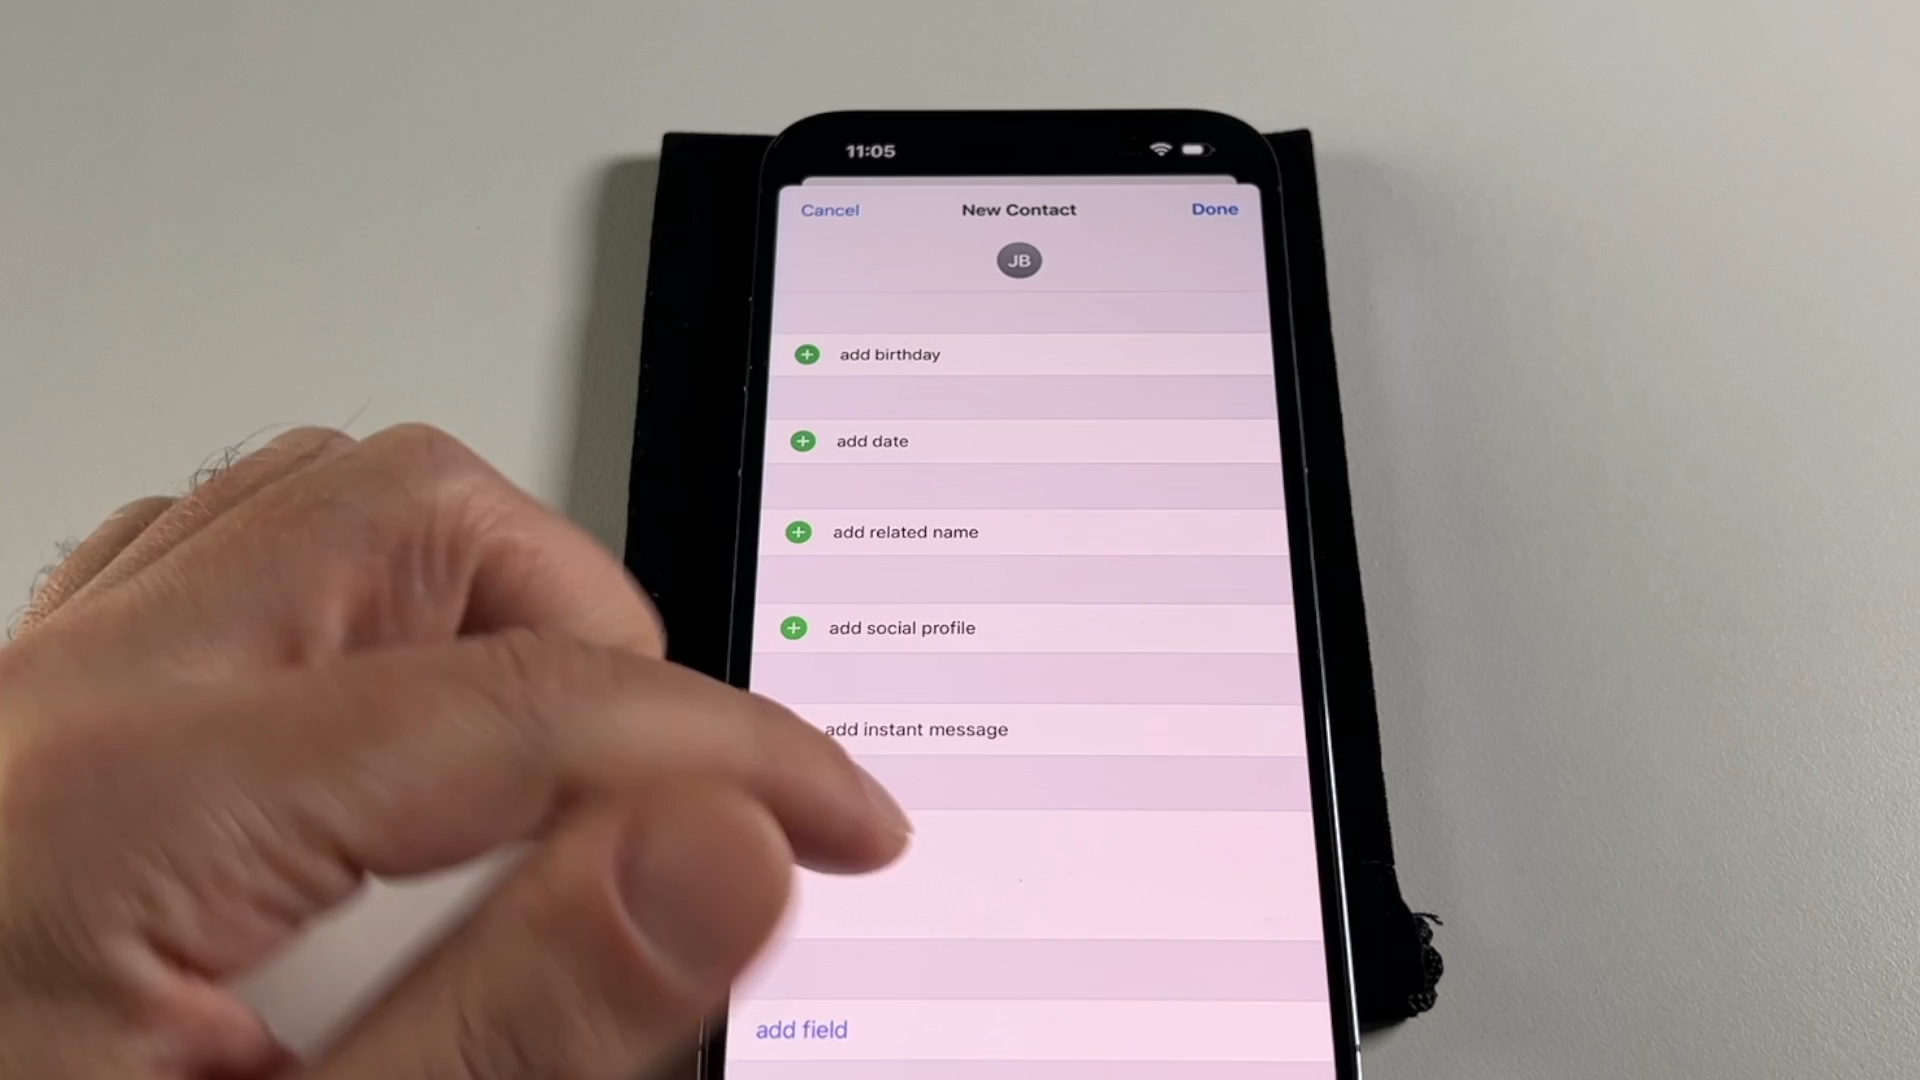 11:05
Cancel New Contact Done
JB
add birthday
add date
add related name
add social profile
add instant message
add field